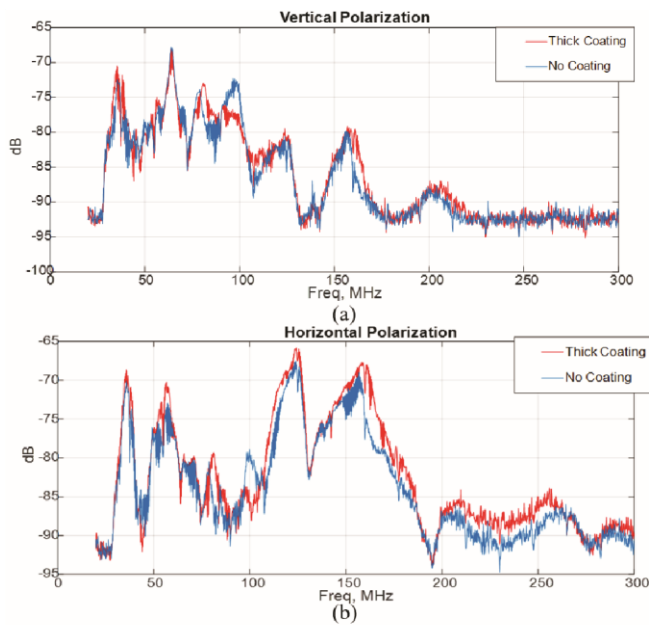 Vertical Polarization
-65
Thick Coating
-70
No Coating
-75
-80
dB
-85
-90
-95
-100
0 50 100 150 200 250 300
Freq, MHz
(a)
Horizontal Polarization
-65
Thick Coating
-70
No Coating
-75
-80
dB
-85
-90
-95
0 50 100 150 200 250 300
Freq, MHz
(b)